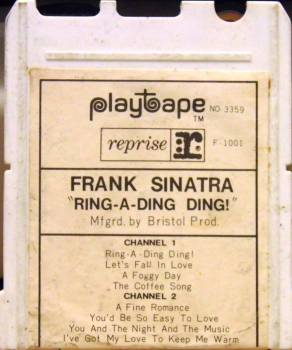 playtape NO. 3359
TM
reprise r: F-1001
FRANK SINATRA
"RING-A-DING DING!"
Mfgrd. by Bristol Prod.
CHANNEL 1
Ring-A-Ding Ding!
Let's Fall In Love
A Foggy Day
The Coffee Song
CHANNEL 2
A Fine Romance
You'd Be So Easy To Love
You And The Night And The Music
I've Got My Love To Keep Me Warm